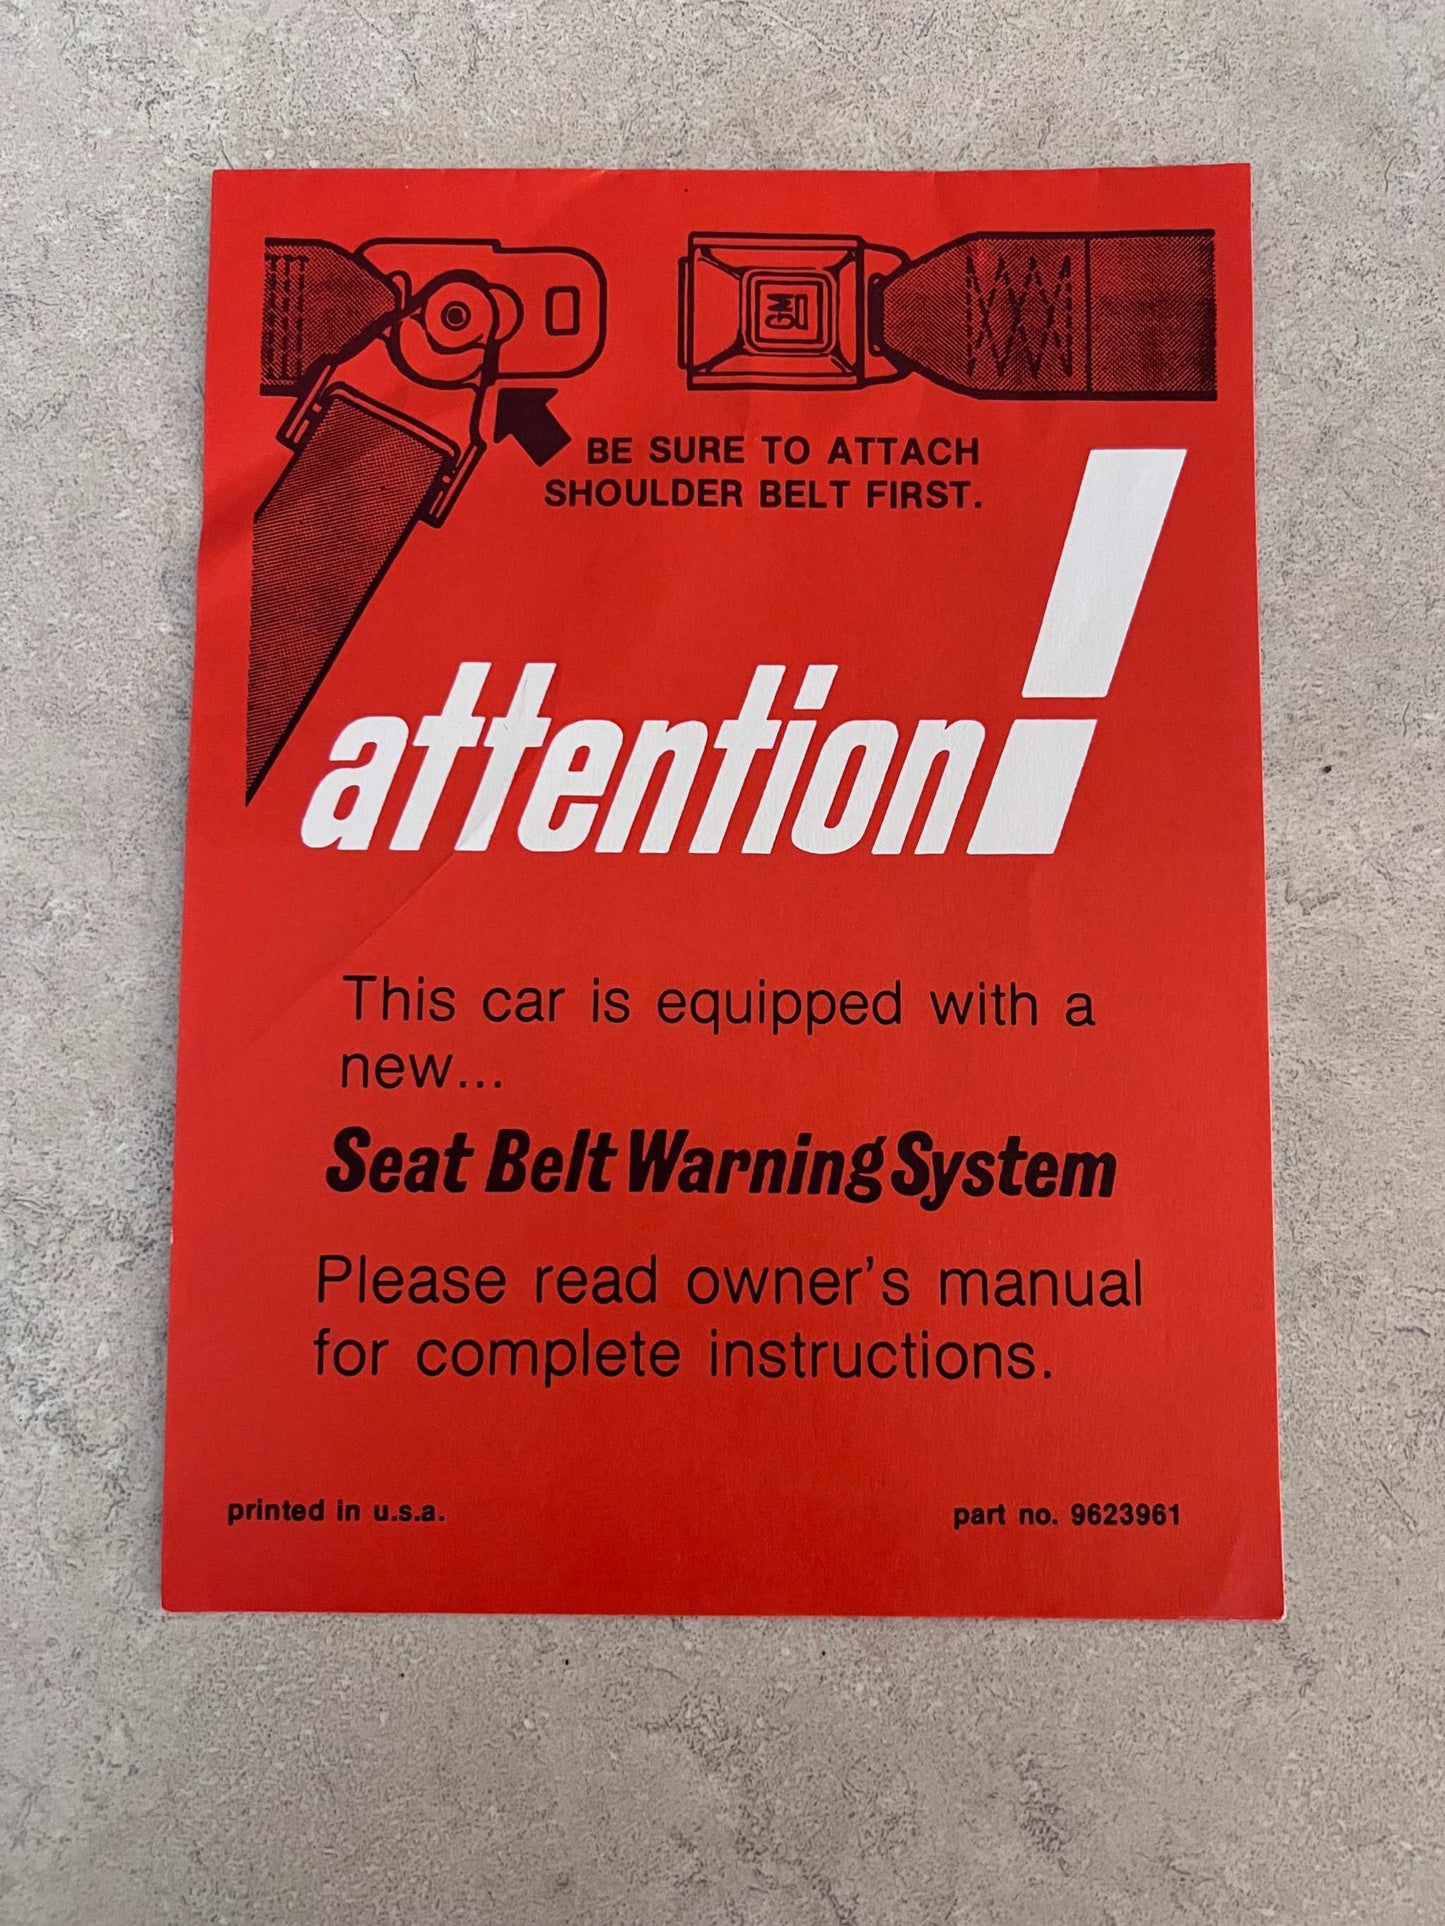 GM
BE SURE TO ATTACH
SHOULDER BELT FIRST.
attention!
This car is equipped with a
new...
Seat Belt Warning System
Please read owner's manual
for complete instructions.
printed in u.s.a.
part no. 9623961